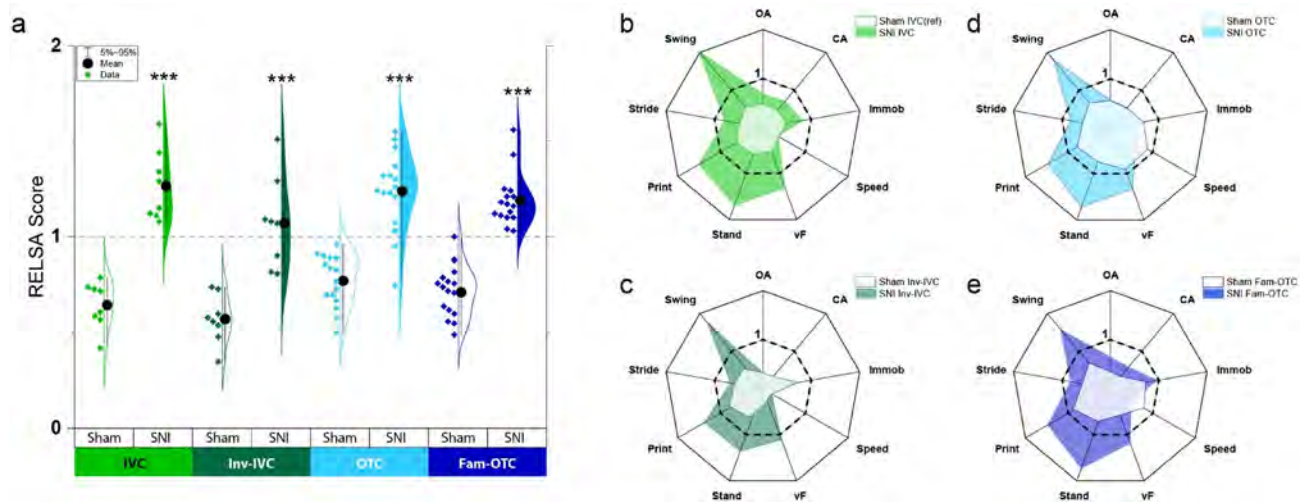 a
2
1
0
RELSA Score
5%~95%
Mean
Data
***
***
***
***
Sham SNI Sham SNI Sham SNI Sham SNI
IVC Inv-IVC OTC Fam-OTC
b
Sham IVC(ref)
SNI IVC
OA
CA
Immob
Speed
vF
Stand
Print
Stride
Swing
1
d
Sham OTC
SNI OTC
OA
CA
Immob
Speed
vF
Stand
Print
Stride
Swing
1
c
Sham Inv-IVC
SNI Inv-IVC
OA
CA
Immob
Speed
vF
Stand
Print
Stride
Swing
1
e
Sham Fam-OTC
SNI Fam-OTC
OA
CA
Immob
Speed
vF
Stand
Print
Stride
Swing
1